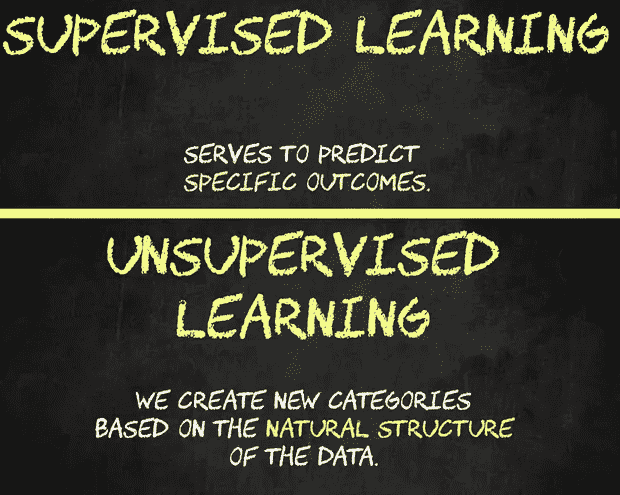 SUPERVISED LEARNING
SERVES TO PREDICT
SPECIFIC OUTCOMES.
UNSUPERVISED
LEARNING
WE CREATE NEW CATEGORIES
BASED ON THE NATURAL STRUCTURE
OF THE DATA.